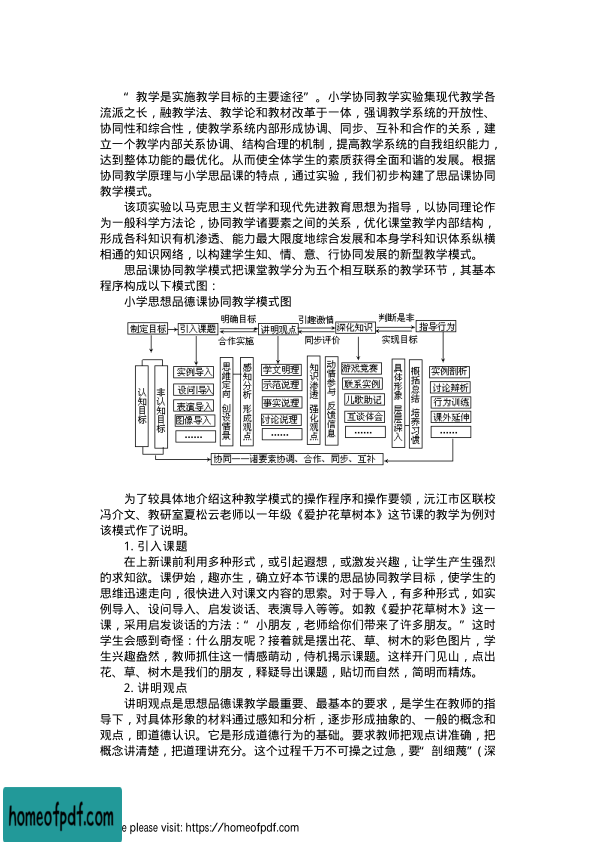 “ 教学是实施教学目标的主要途径” 。小学协同教学实验集现代教学各
流派之长，融教学法、教学论和教材改革于一体，强调教学系统的开放性、
协同性和综合性，使教学系统内部形成协调、同步、互补和合作的关系，建
立一个教学内部关系协调、结构合理的机制，提高教学系统的自我组织能力，
达到整体功能的最优化。从而使全体学生的素质获得全面和谐的发展。根据
协同教学原理与小学思品课的特点，通过实验，我们初步构建了思品课协同
教学模式。
该项实验以马克思主义哲学和现代先进教育思想为指导，以协同理论作
为一般科学方法论，协同教学诸要素之间的关系，优化课堂教学内部结构，
形成各科知识有机渗透、能力最大限度地综合发展和本身学科知识体系纵横
相通的知识网络，以构建学生知、情、意、行协同发展的新型教学模式。
思品课协同教学模式把课堂教学分为五个相互联系的教学环节，其基本
程序构成以下模式图：
小学思想品德课协同教学模式图
明确目标 引趣激情 判断是非
制定目标 引入课题 讲明观点 深化知识 指导行为
合作实施 同步评价 实现目标
认知目标
非认知目标
实例导入
设问导入
表演导入
图像导入
……
思维定向 创设情景
感知分析 形成观点
学文明理
示范说理
事实说理
讨论说理
……
知识渗透 强化观点
动情参与 反馈信息
游戏竞赛
联系实例
儿歌助记
互谈体会
……
具体形象 层层深入
概括总结 培养习惯
实例剖析
讨论辨析
行为训练
课外延伸
……
协同——诸要素协调、合作、同步、互补
为了较具体地介绍这种教学模式的操作程序和操作要领，沅江市区联校
冯介文、教研室夏松云老师以一年级《爱护花草树本》这节课的教学为例对
该模式作了说明。
1. 引入课题
在上新课前利用多种形式，或引起遐想，或激发兴趣，让学生产生强烈
的求知欲。课伊始，趣亦生，确立好本节课的思品协同教学目标，使学生的
思维迅速走向，很快进入对课文内容的思索。对于导入，有多种形式，如实
例导入、设问导入、启发谈话、表演导入等等。如教《爱护花草树木》这一
课，采用启发谈话的方法：“ 小朋友，老师给你们带来了许多朋友。” 这时
学生会感到奇怪：什么朋友呢？接着就是摆出花、草、树木的彩色图片，学
生兴趣盎然，教师抓住这一情感萌动，侍机揭示课题。这样开门见山，点出
花、草、树木是我们的朋友，释疑导出课题，贴切而自然，简明而精炼。
2. 讲明观点
讲明观点是思想品德课教学最重要、最基本的要求，是学生在教师的指
导下，对具体形象的材料通过感知和分析，逐步形成抽象的、一般的概念和
观点，即道德认识。它是形成道德行为的基础。要求教师把观点讲准确，把
概念讲清楚，把道理讲充分。这个过程千万不可操之过急，要“ 剖细蔑” （深
homeofpdf.com
e please visit: https://homeofpdf.com